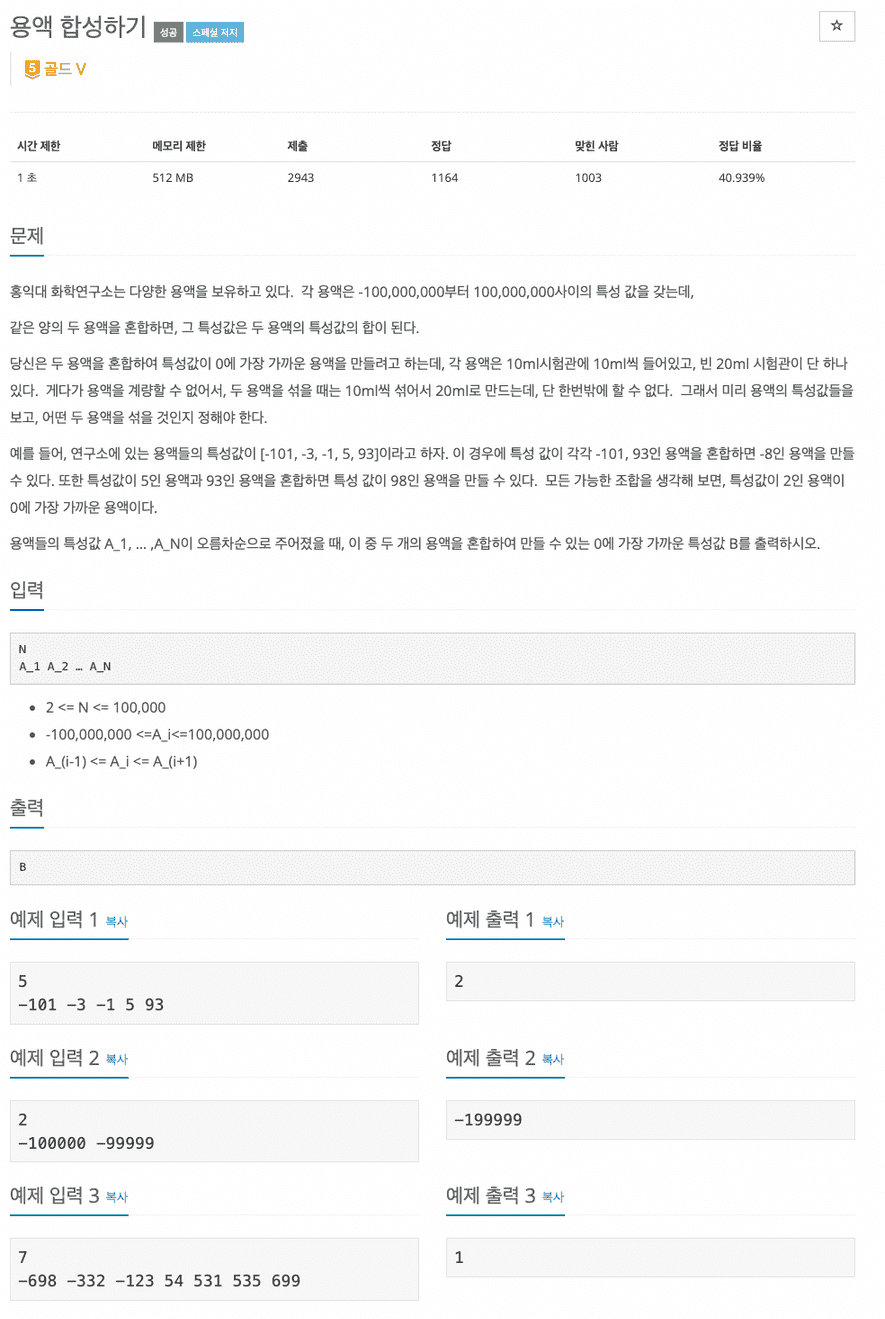 용액 합성하기 성공 스페셜 저지
☆
5 골드 V
시간 제한 메모리 제한 제출 정답 맞힌 사람 정답 비율
1 초 512 MB 2943 1164 1003 40.939%
문제
홍익대 화학연구소는 다양한 용액을 보유하고 있다. 각 용액은 -100,000,000부터 100,000,000사이의 특성 값을 갖는데,
같은 양의 두 용액을 혼합하면, 그 특성값은 두 용액의 특성값의 합이 된다.
당신은 두 용액을 혼합하여 특성값이 0에 가장 가까운 용액을 만들려고 하는데, 각 용액은 10ml시험관에 10ml씩 들어있고, 빈 20ml 시험관이 단 하나
있다. 게다가 용액을 계량할 수 없어서, 두 용액을 섞을 때는 10ml씩 섞어서 20ml로 만드는데, 단 한번밖에 할 수 없다. 그래서 미리 용액의 특성값들을
보고, 어떤 두 용액을 섞을 것인지 정해야 한다.
예를 들어, 연구소에 있는 용액들의 특성값이 [-101, -3, -1, 5, 93]이라고 하자. 이 경우에 특성 값이 각각 -101, 93인 용액을 혼합하면 -8인 용액을 만들
수 있다. 또한 특성값이 5인 용액과 93인 용액을 혼합하면 특성 값이 98인 용액을 만들 수 있다. 모든 가능한 조합을 생각해 보면, 특성값이 2인 용액이
0에 가장 가까운 용액이다.
용액들의 특성값 A_1, … ,A_N이 오름차순으로 주어졌을 때, 이 중 두 개의 용액을 혼합하여 만들 수 있는 0에 가장 가까운 특성값 B를 출력하시오.
입력
N
A_1 A_2 … A_N
• 2 <= N <= 100,000
• -100,000,000 <=A_i<=100,000,000
• A_(i-1) <= A_i <= A_(i+1)
출력
B
예제 입력 1 복사
5
-101 -3 -1 5 93
예제 출력 1 복사
2
예제 입력 2 복사
2
-100000 -99999
예제 출력 2 복사
-199999
예제 입력 3 복사
7
-698 -332 -123 54 531 535 699
예제 출력 3 복사
1